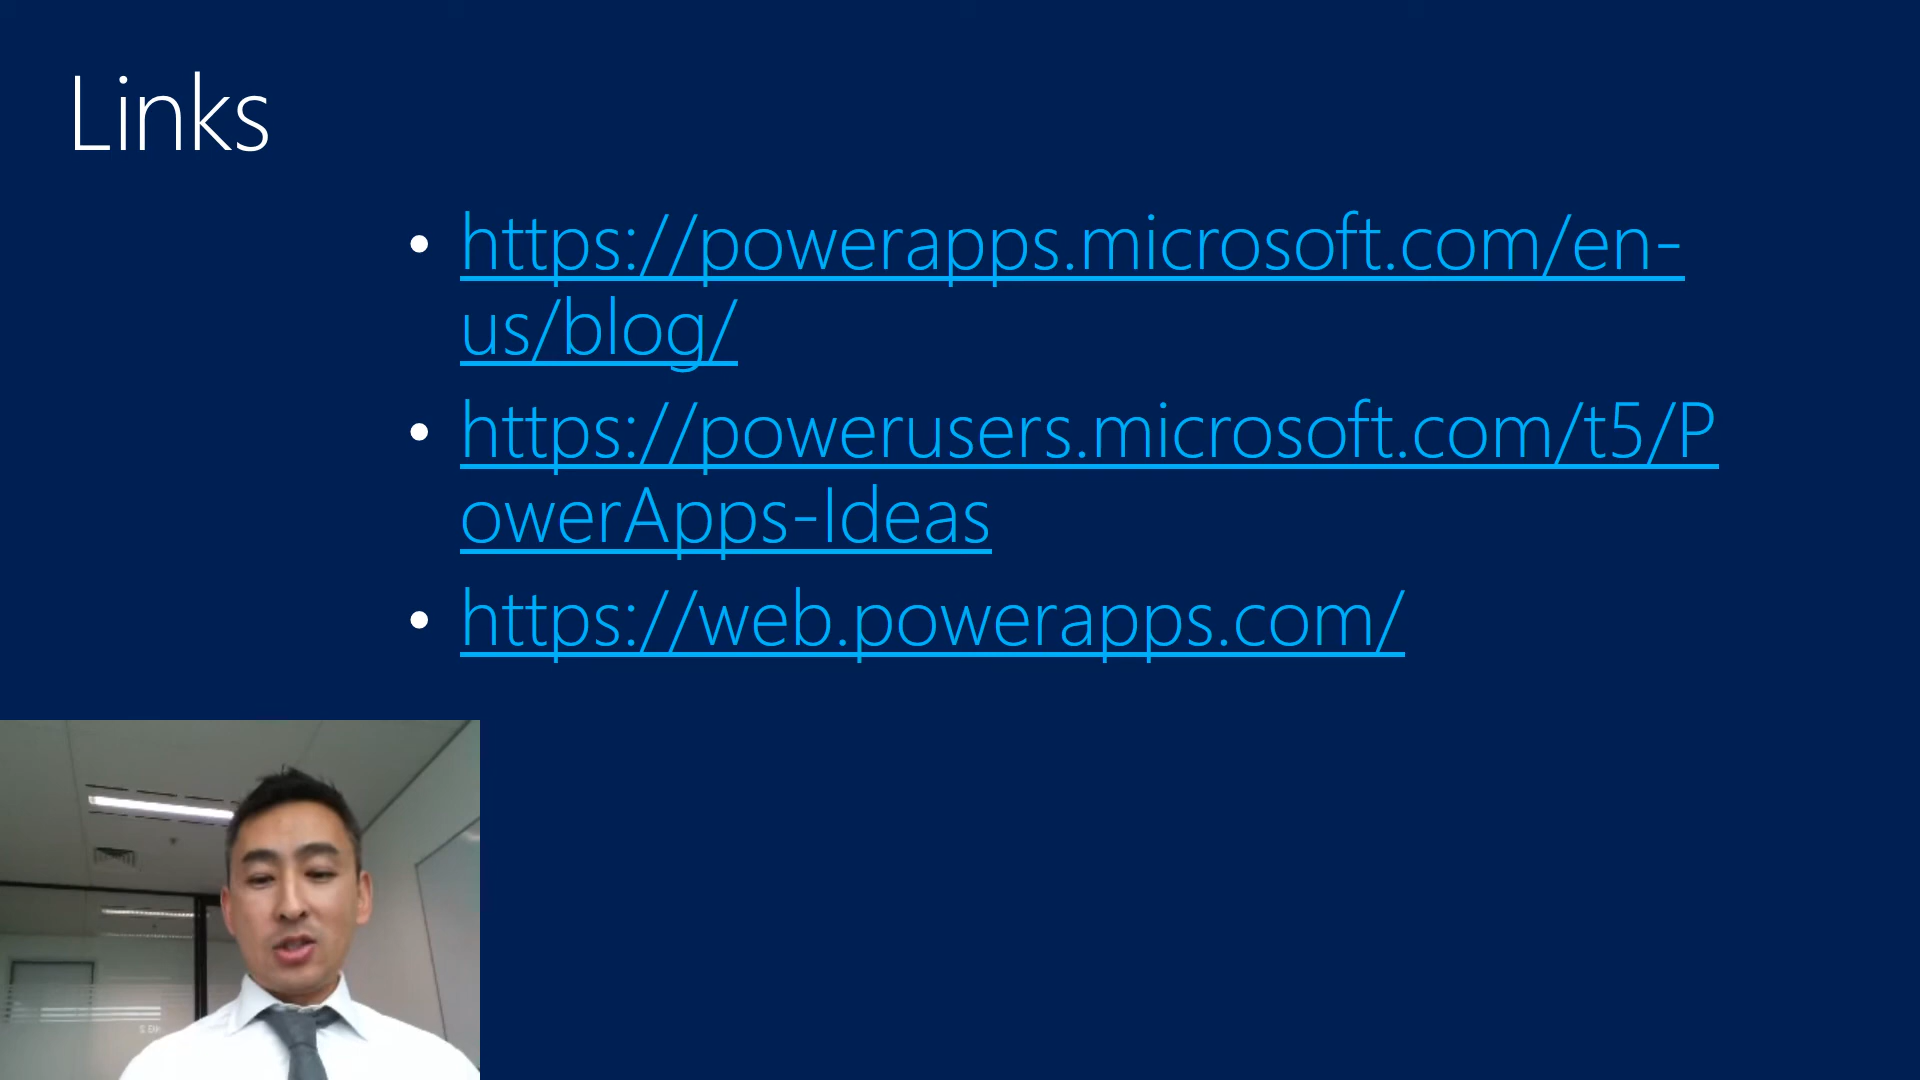 Links
• https://powerapps.microsoft.com/en-
us/blog/
• https://powerusers.microsoft.com/t5/P
owerApps-Ideas
• https://web.powerapps.com/